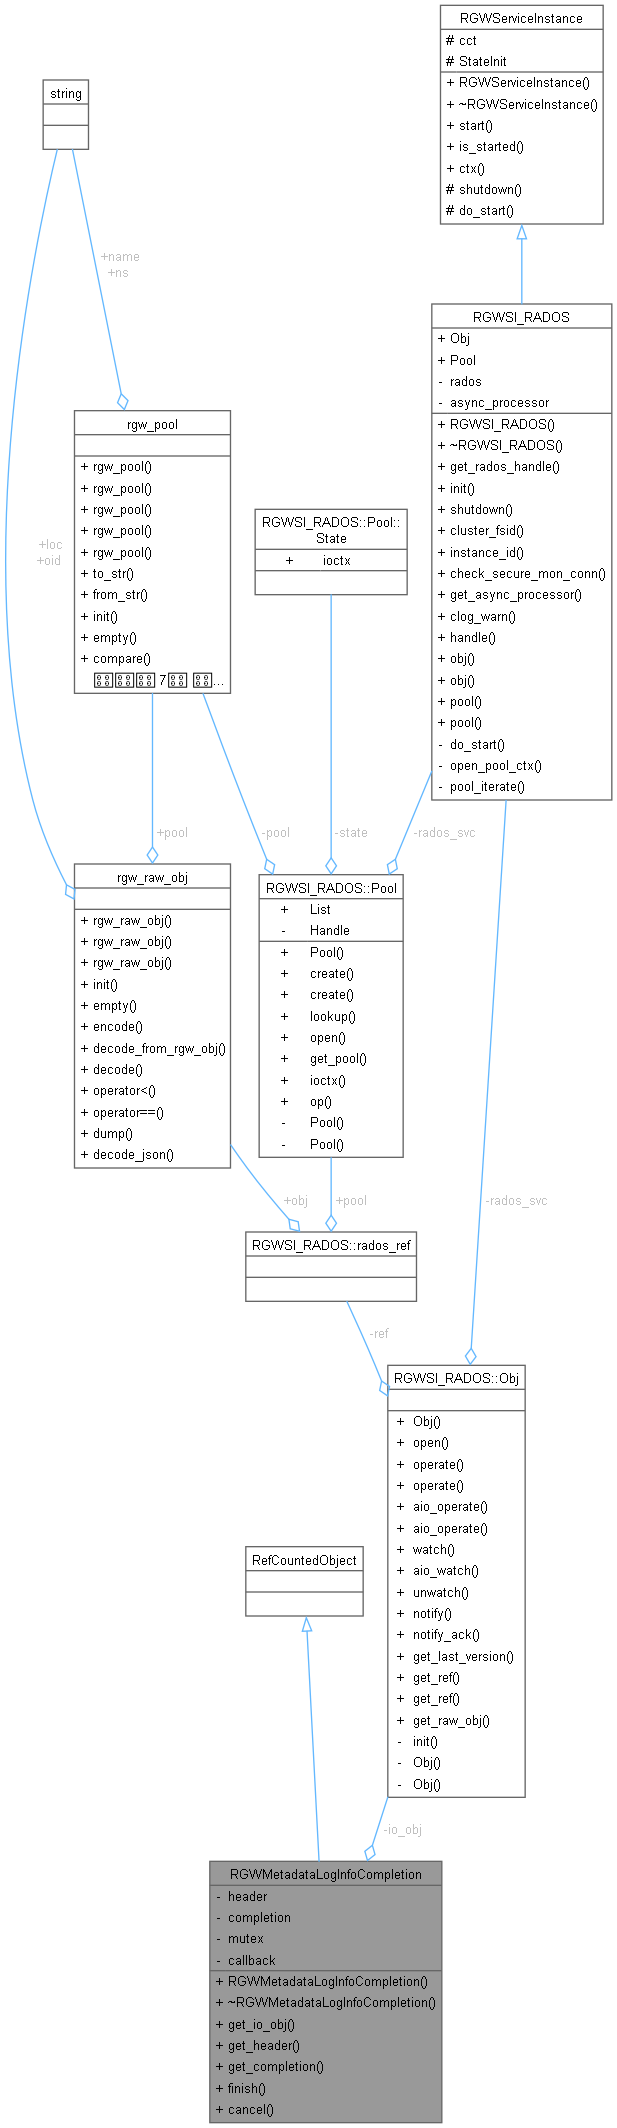 RGWServiceInstance
# cct
# StateInit
+ RGWServiceInstance()
+ ~RGWServiceInstance()
+ start()
+ is_started()
+ ctx()
# shutdown()
# do_start()
string
+name
+ns
RGWSI_RADOS
+ Obj
+ Pool
- rados
- async_processor
+ RGWSI_RADOS()
+ ~RGWSI_RADOS()
+ get_rados_handle()
+ init()
+ shutdown()
+ cluster_fsid()
+ instance_id()
+ check_secure_mon_conn()
+ get_async_processor()
+ clog_warn()
+ handle()
+ obj()
+ obj()
+ pool()
+ pool()
- do_start()
- open_pool_ctx()
- pool_iterate()
rgw_pool
+ rgw_pool()
+ rgw_pool()
+ rgw_pool()
+ rgw_pool()
+ rgw_pool()
+ to_str()
+ from_str()
+ init()
+ empty()
+ compare()
7 ...
+loc
+oid
RGWSI_RADOS::Pool::
State
+ ioctx
+pool
-pool
-state
-rados_svc
rgw_raw_obj
+ rgw_raw_obj()
+ rgw_raw_obj()
+ rgw_raw_obj()
+ init()
+ empty()
+ encode()
+ decode_from_rgw_obj()
+ decode()
+ operator<()
+ operator==()
+ dump()
+ decode_json()
RGWSI_RADOS::Pool
+ List
- Handle
+ Pool()
+ create()
+ create()
+ lookup()
+ open()
+ get_pool()
+ ioctx()
+ op()
- Pool()
- Pool()
+obj
+pool
-rados_svc
RGWSI_RADOS::rados_ref
-ref
RGWSI_RADOS::Obj
+ Obj()
+ open()
+ operate()
+ operate()
+ aio_operate()
+ aio_operate()
+ watch()
+ aio_watch()
+ unwatch()
+ notify()
+ notify_ack()
+ get_last_version()
+ get_ref()
+ get_ref()
+ get_raw_obj()
- init()
- Obj()
- Obj()
RefCountedObject
-io_obj
RGWMetadataLogInfoCompletion
- header
- completion
- mutex
- callback
+ RGWMetadataLogInfoCompletion()
+ ~RGWMetadataLogInfoCompletion()
+ get_io_obj()
+ get_header()
+ get_completion()
+ finish()
+ cancel()